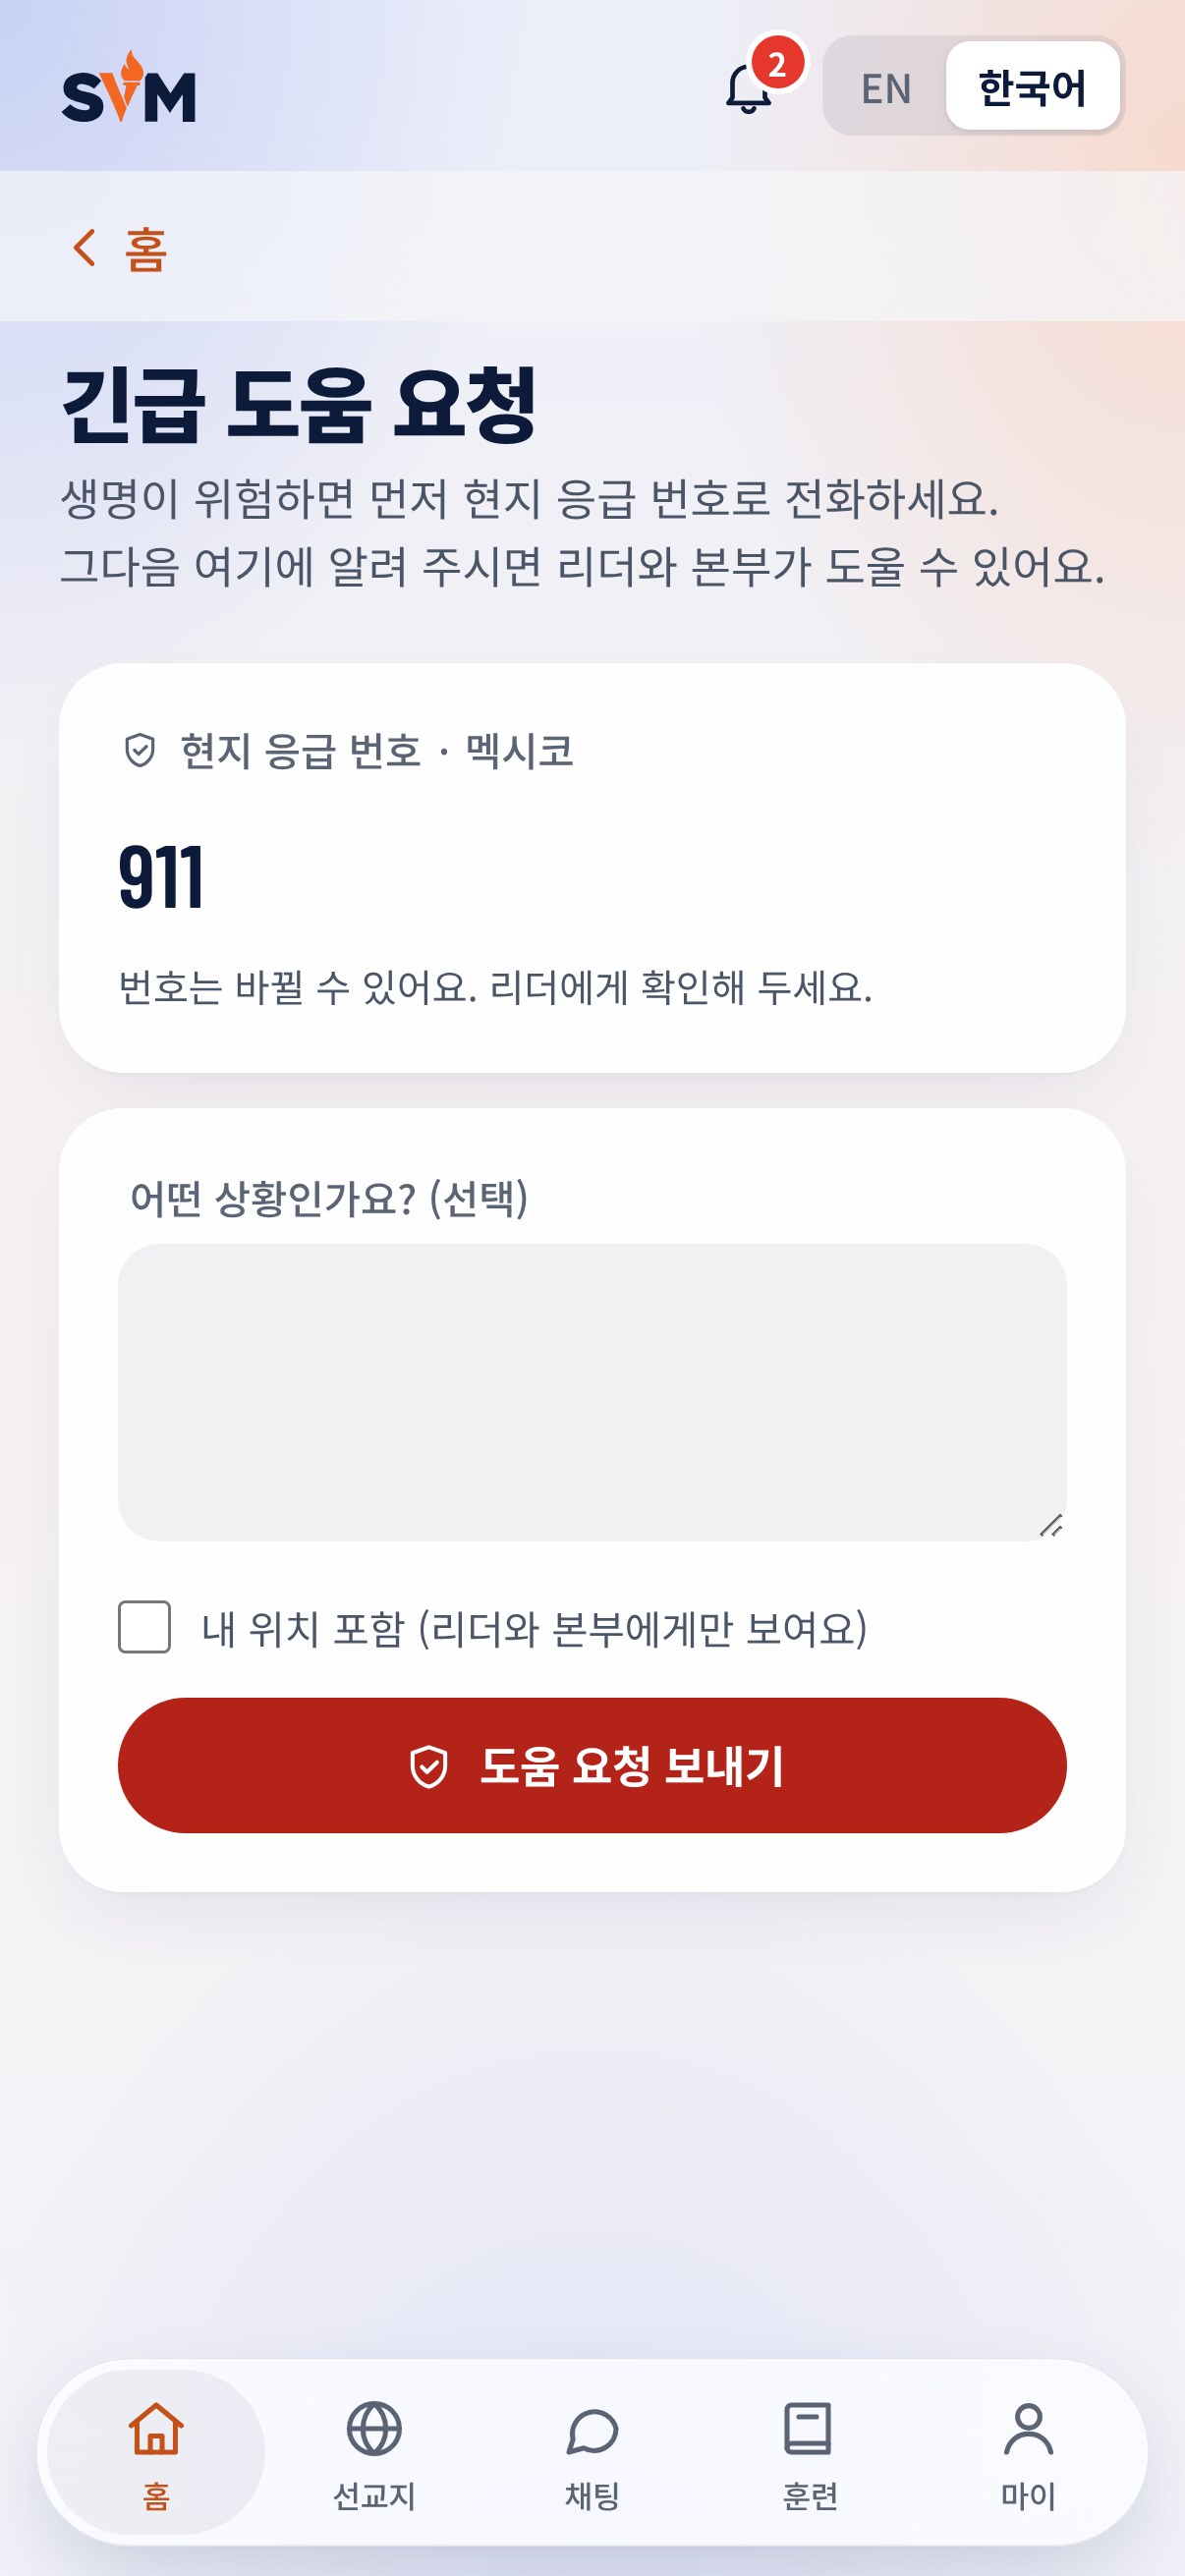 SVM
2
EN
한국어
홈
긴급 도움 요청
생명이 위험하면 먼저 현지 응급 번호로 전화하세요.
그다음 여기에 알려 주시면 리더와 본부가 도울 수 있어요.
현지 응급 번호 · 멕시코
911
번호는 바뀔 수 있어요. 리더에게 확인해 두세요.
어떤 상황인가요? (선택)
내 위치 포함 (리더와 본부에게만 보여요)
도움 요청 보내기
홈
선교지
채팅
훈련
마이